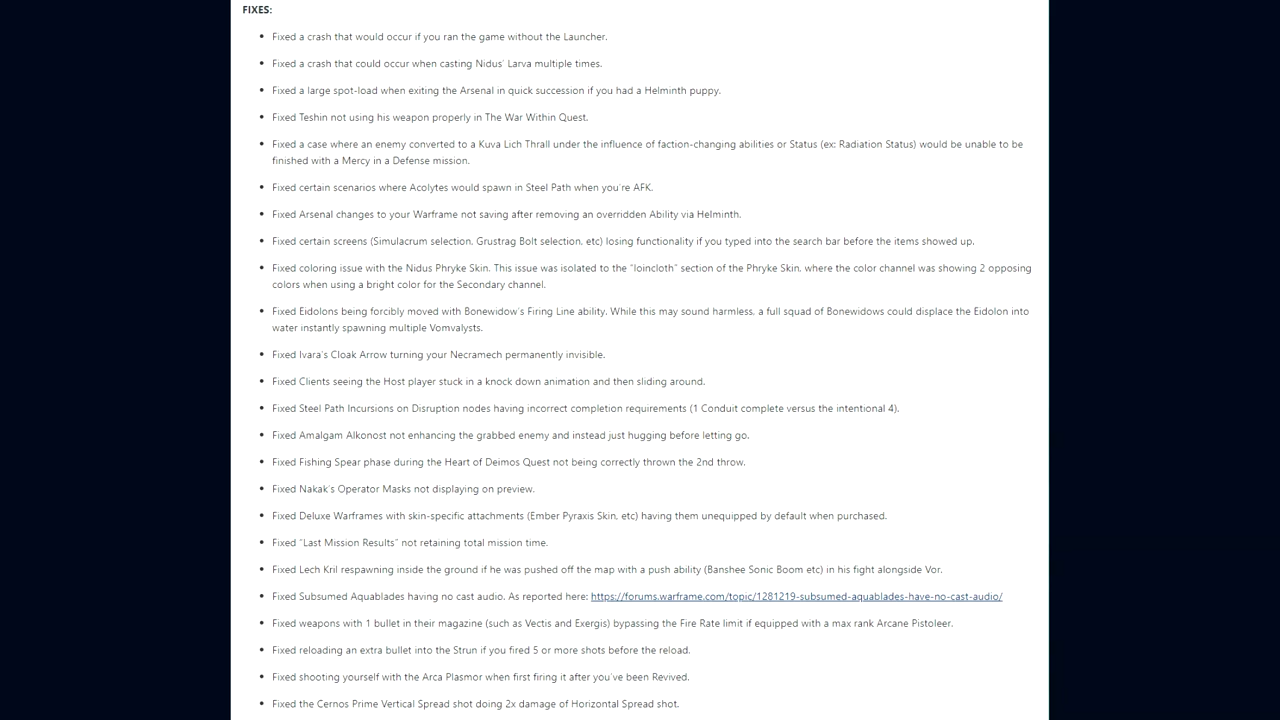 FIXES:
• Fixed a crash that would occur if you ran the game without the Launcher.
• Fixed a crash that could occur when casting Nidus' Larva multiple times.
• Fixed a large spot-load when exiting the Arsenal in quick succession if you had a Helminth puppy.
• Fixed Teshin not using his weapon properly in The War Within Quest.
• Fixed a case where an enemy converted to a Kuva Lich Thrall under the influence of faction-changing abilities or Status (ex: Radiation Status) would be unable to be
finished with a Mercy in a Defense mission.
• Fixed certain scenarios where Acolytes would spawn in Steel Path when you're AFK.
• Fixed Arsenal changes to your Warframe not saving after removing an overridden Ability via Helminth.
• Fixed certain screens (Simulacrum selection, Grustrag Bolt selection, etc) losing functionality if you typed into the search bar before the items showed up.
• Fixed coloring issue with the Nidus Phryke Skin. This issue was isolated to the "loincloth" section of the Phryke Skin, where the color channel was showing 2 opposing
colors when using a bright color for the Secondary channel.
• Fixed Eidolons being forcibly moved with Bonewidow's Firing Line ability. While this may sound harmless, a full squad of Bonewidows could displace the Eidolon into
water instantly spawning multiple Vomvalysts.
• Fixed Ivara's Cloak Arrow turning your Necramech permanently invisible.
• Fixed Clients seeing the Host player stuck in a knock down animation and then sliding around.
• Fixed Steel Path Incursions on Disruption nodes having incorrect completion requirements (1 Conduit complete versus the intentional 4).
• Fixed Amalgam Alkonost not enhancing the grabbed enemy and instead just hugging before letting go.
• Fixed Fishing Spear phase during the Heart of Deimos Quest not being correctly thrown the 2nd throw.
• Fixed Nakak's Operator Masks not displaying on preview.
• Fixed Deluxe Warframes with skin-specific attachments (Ember Pyraxis Skin, etc) having them unequipped by default when purchased.
• Fixed "Last Mission Results" not retaining total mission time.
• Fixed Lech Kril respawning inside the ground if he was pushed off the map with a push ability (Banshee Sonic Boom etc) in his fight alongside Vor.
• Fixed Subsumed Aquablades having no cast audio. As reported here: https://forums.warframe.com/topic/1281219-subsumed-aquablades-have-no-cast-audio/
• Fixed weapons with 1 bullet in their magazine (such as Vectis and Exergis) bypassing the Fire Rate limit if equipped with a max rank Arcane Pistoleer.
• Fixed reloading an extra bullet into the Strun if you fired 5 or more shots before the reload.
• Fixed shooting yourself with the Arca Plasmor when first firing it after you've been Revived.
• Fixed the Cernos Prime Vertical Spread shot doing 2x damage of Horizontal Spread shot.